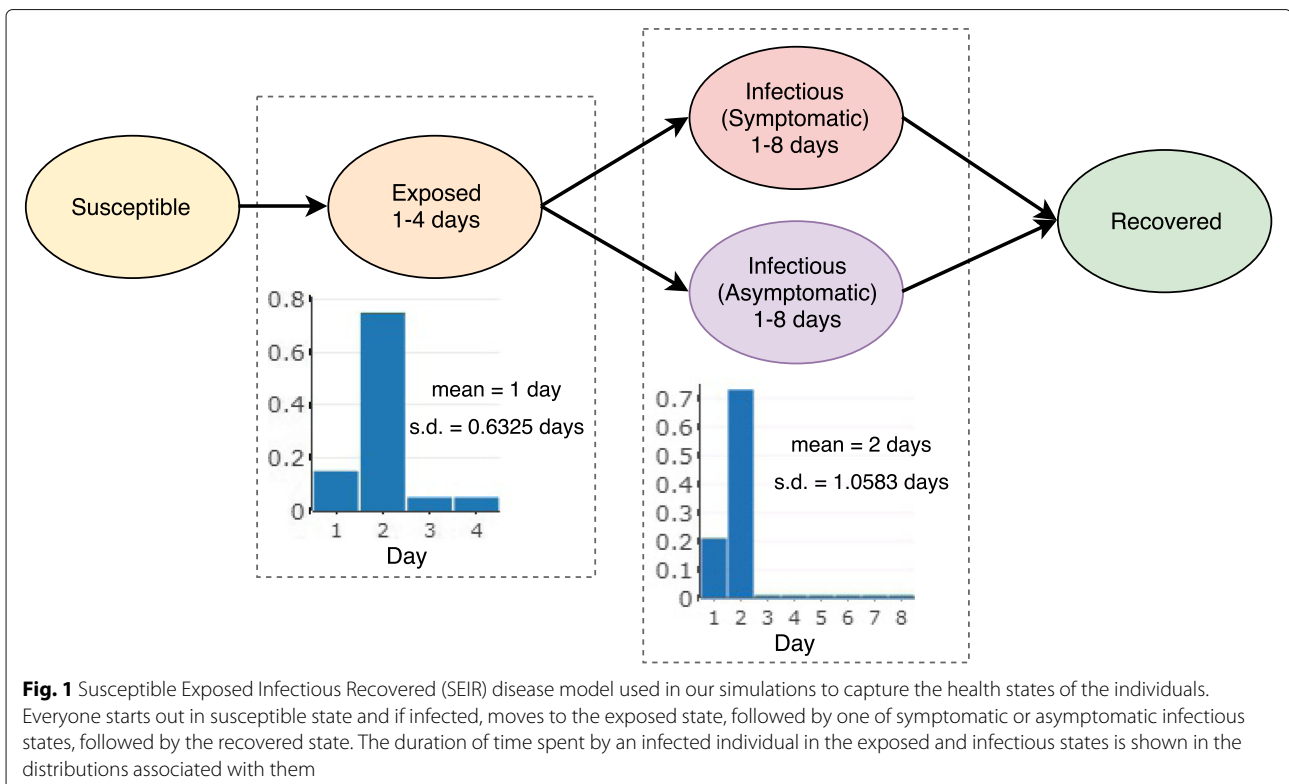 Susceptible
Exposed
1-4 days
Infectious
(Symptomatic)
1-8 days
Infectious
(Asymptomatic)
1-8 days
Recovered
0.8
0.6
0.4
0.2
0
mean = 1 day
s.d. = 0.6325 days
1 2 3 4
Day
0.7
0.6
0.5
0.4
0.3
0.2
0.1
0
mean = 2 days
s.d. = 1.0583 days
1 2 3 4 5 6 7 8
Day
Fig. 1 Susceptible Exposed Infectious Recovered (SEIR) disease model used in our simulations to capture the health states of the individuals.
Everyone starts out in susceptible state and if infected, moves to the exposed state, followed by one of symptomatic or asymptomatic infectious
states, followed by the recovered state. The duration of time spent by an infected individual in the exposed and infectious states is shown in the
distributions associated with them